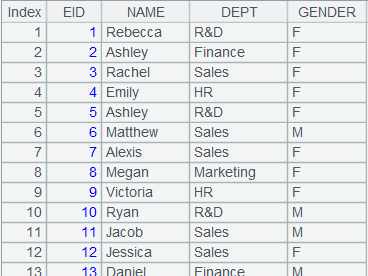 Index EID NAME DEPT GENDER
1 1 Rebecca R&D F
2 2 Ashley Finance F
3 3 Rachel Sales F
4 4 Emily HR F
5 5 Ashley R&D F
6 6 Matthew Sales M
7 7 Alexis Sales F
8 8 Megan Marketing F
9 9 Victoria HR F
10 10 Ryan R&D M
11 11 Jacob Sales M
12 12 Jessica Sales F
13 13 Daniel Finance M